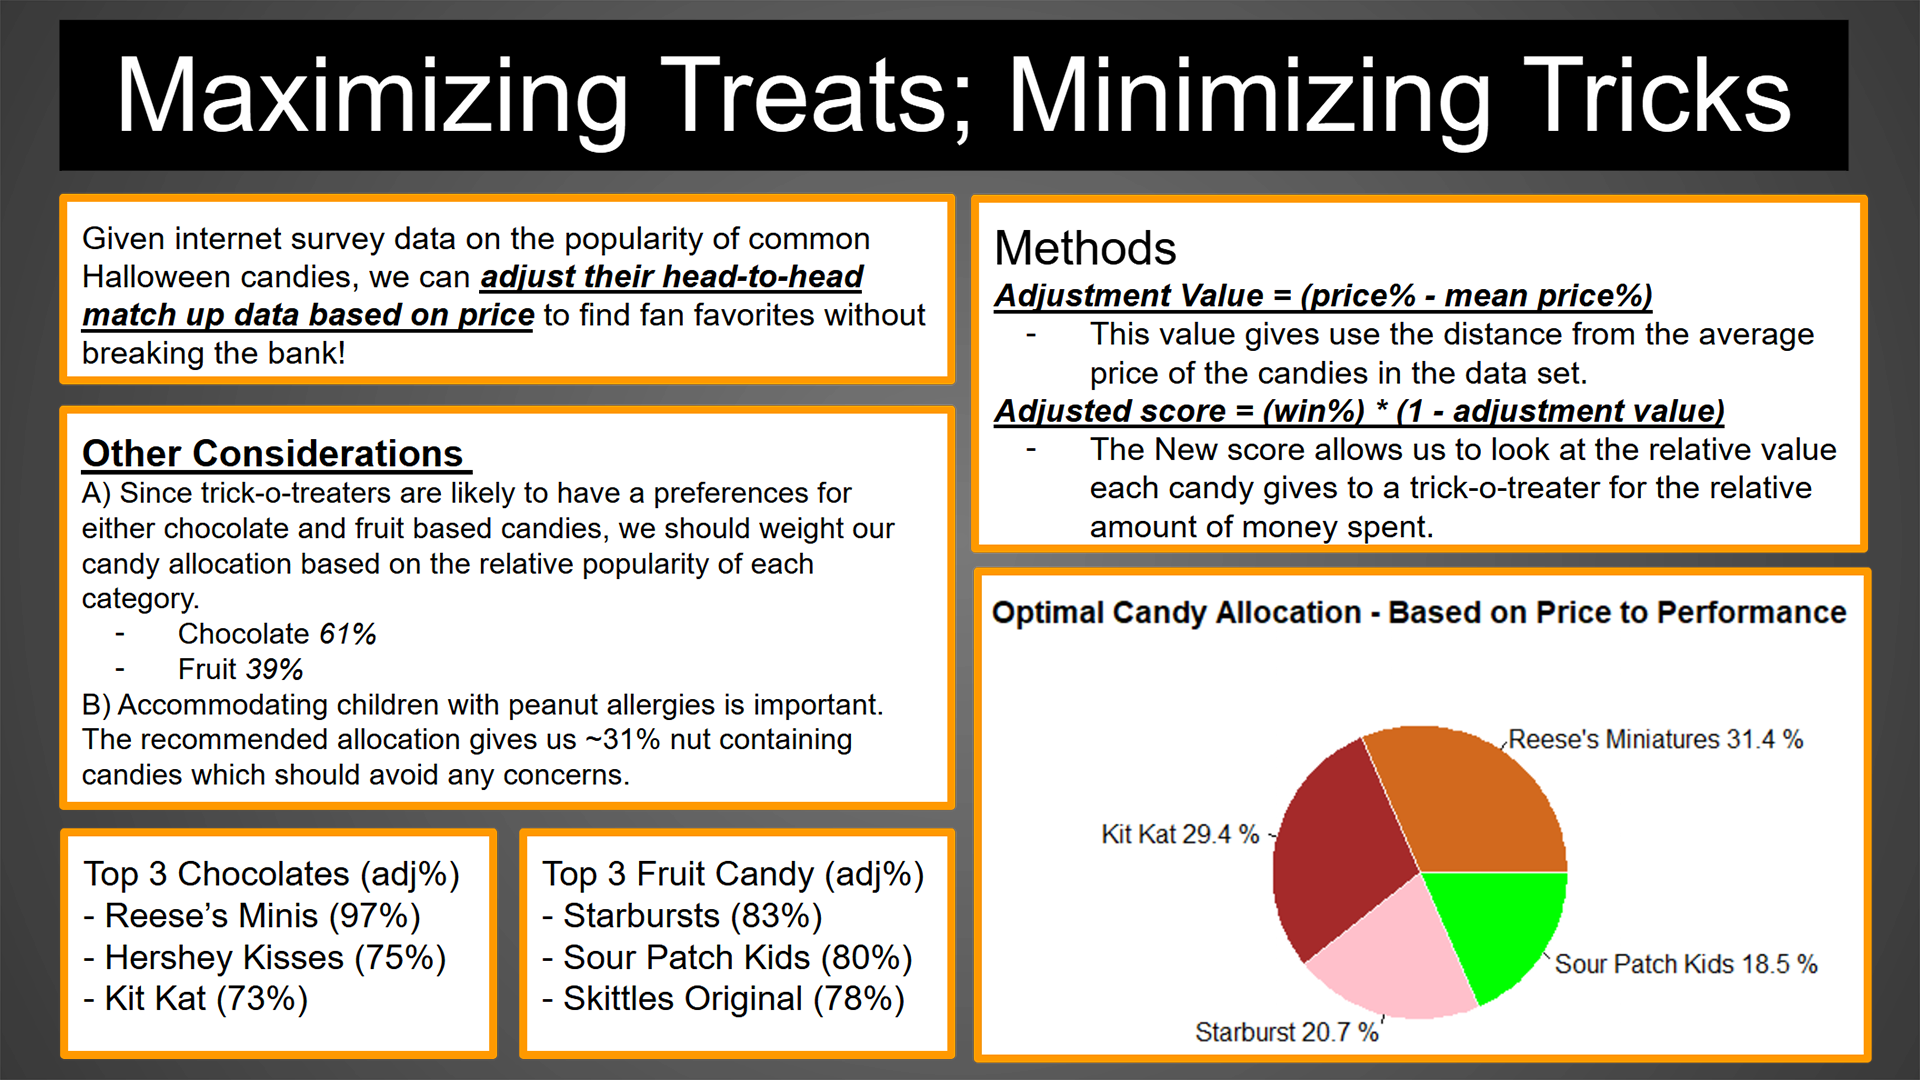 Maximizing Treats; Minimizing Tricks
Given internet survey data on the popularity of common
Halloween candies, we can adjust their head-to-head
match up data based on price to find fan favorites without
breaking the bank!
Other Considerations
A) Since trick-o-treaters are likely to have a preferences for
either chocolate and fruit based candies, we should weight our
candy allocation based on the relative popularity of each
category.
- Chocolate 61%
- Fruit 39%
B) Accommodating children with peanut allergies is important.
The recommended allocation gives us ~31% nut containing
candies which should avoid any concerns.
Top 3 Chocolates (adj%)
- Reese’s Minis (97%)
- Hershey Kisses (75%)
- Kit Kat (73%)
Top 3 Fruit Candy (adj%)
- Starbursts (83%)
- Sour Patch Kids (80%)
- Skittles Original (78%)
Methods
Adjustment Value = (price% - mean price%)
- This value gives use the distance from the average
price of the candies in the data set.
Adjusted score = (win%) * (1 - adjustment value)
- The New score allows us to look at the relative value
each candy gives to a trick-o-treater for the relative
amount of money spent.
Optimal Candy Allocation - Based on Price to Performance
Reese's Miniatures 31.4 %
Kit Kat 29.4 %
Sour Patch Kids 18.5 %
Starburst 20.7 %